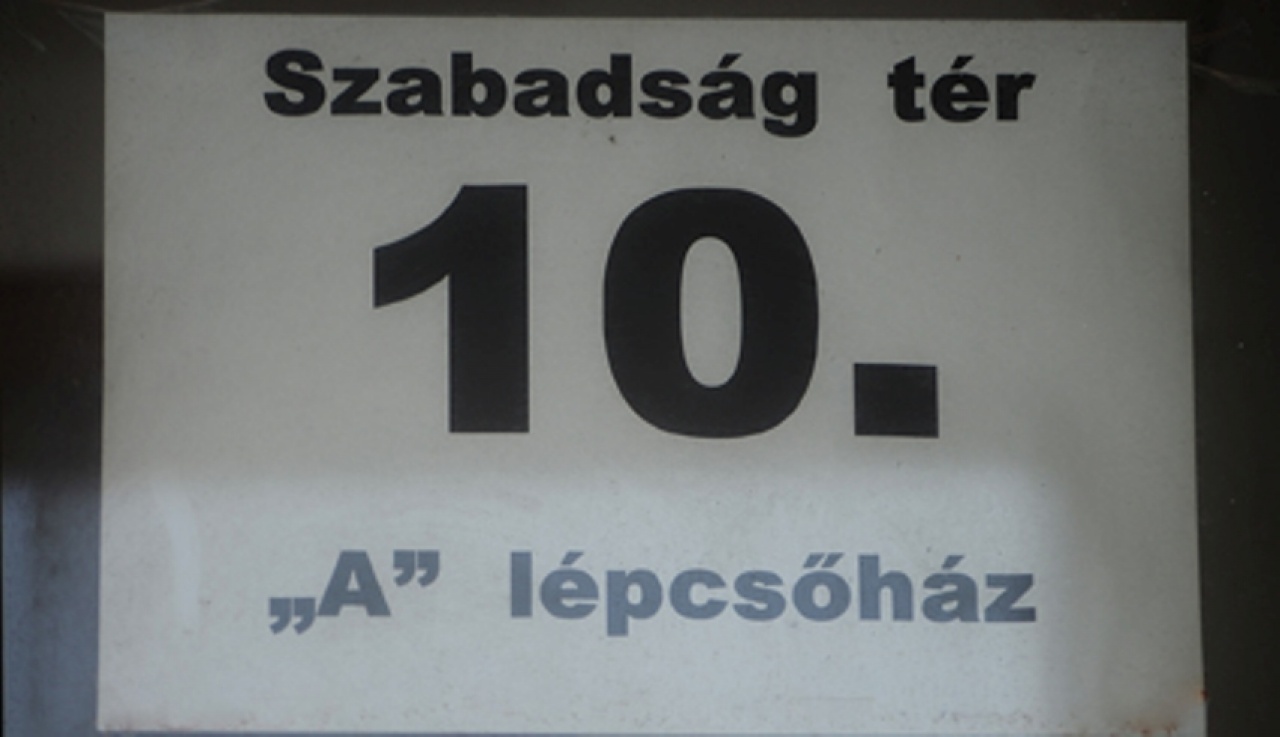 Szabadság tér
10.
„A” lépcsőház